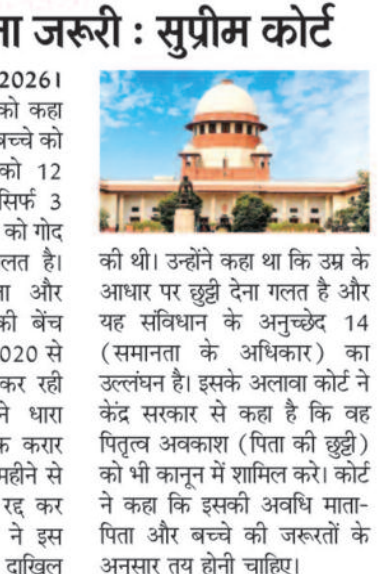 जरूरी : सुप्रीम कोर्ट
2026।
को कहा
बच्चे को
को 12
सिर्फ 3
को गोद
और
की बेंच
कर रही
धारा
करार
महीने से
रद्द कर
ने इस
दाखिल
की थी। उन्होंने कहा था कि उम्र के
आधार पर छुट्टी देना गलत है और
यह संविधान के अनुच्छेद 14
(समानता के अधिकार) का
उल्लंघन है। इसके अलावा कोर्ट ने
केंद्र सरकार से कहा है कि वह
पितृत्व अवकाश (पिता की छुट्टी)
को भी कानून में शामिल करे। कोर्ट
ने कहा कि इसकी अवधि माता-
पिता और बच्चे की जरूरतों के
अनुसार तय होनी चाहिए।